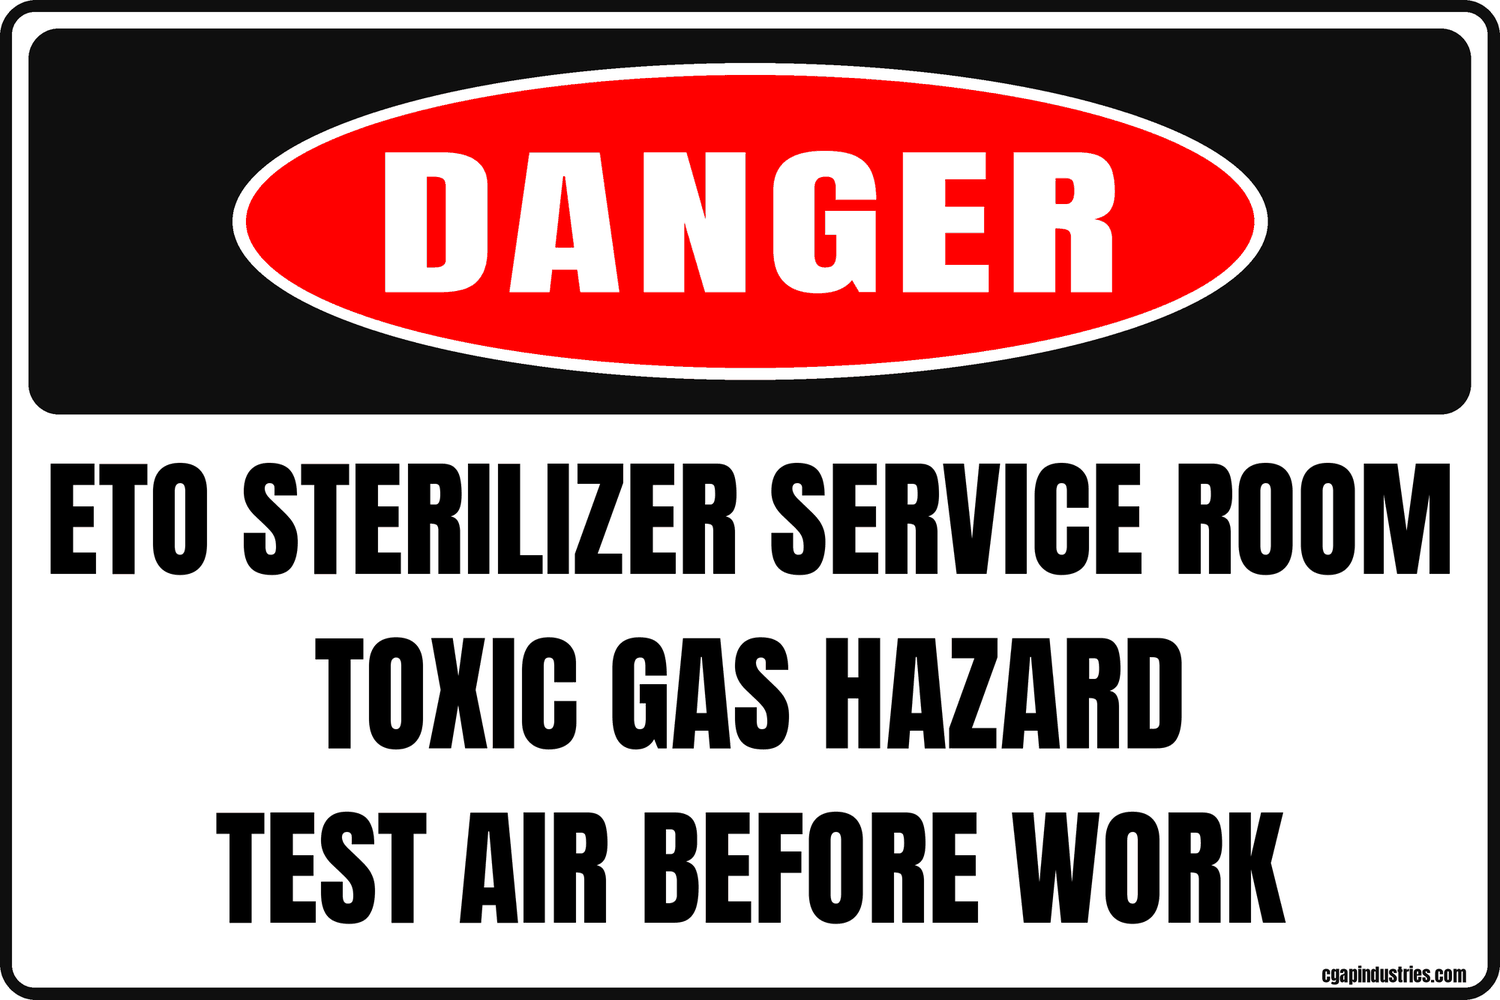 DANGER
ETO STERILIZER SERVICE ROOM
TOXIC GAS HAZARD
TEST AIR BEFORE WORK
cgapindustries.com